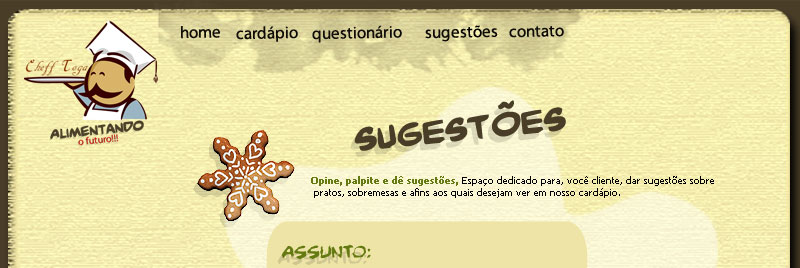 home cardápio questionário sugestões contato
Cheff Toga
ALIMENTANDO
o futuro!!!
SUGESTÕES
Opine, palpite e dê sugestões, Espaço dedicado para, você cliente, dar sugestões sobre
pratos, sobremesas e afins aos quais desejam ver em nosso cardápio.
ASSUNTO: